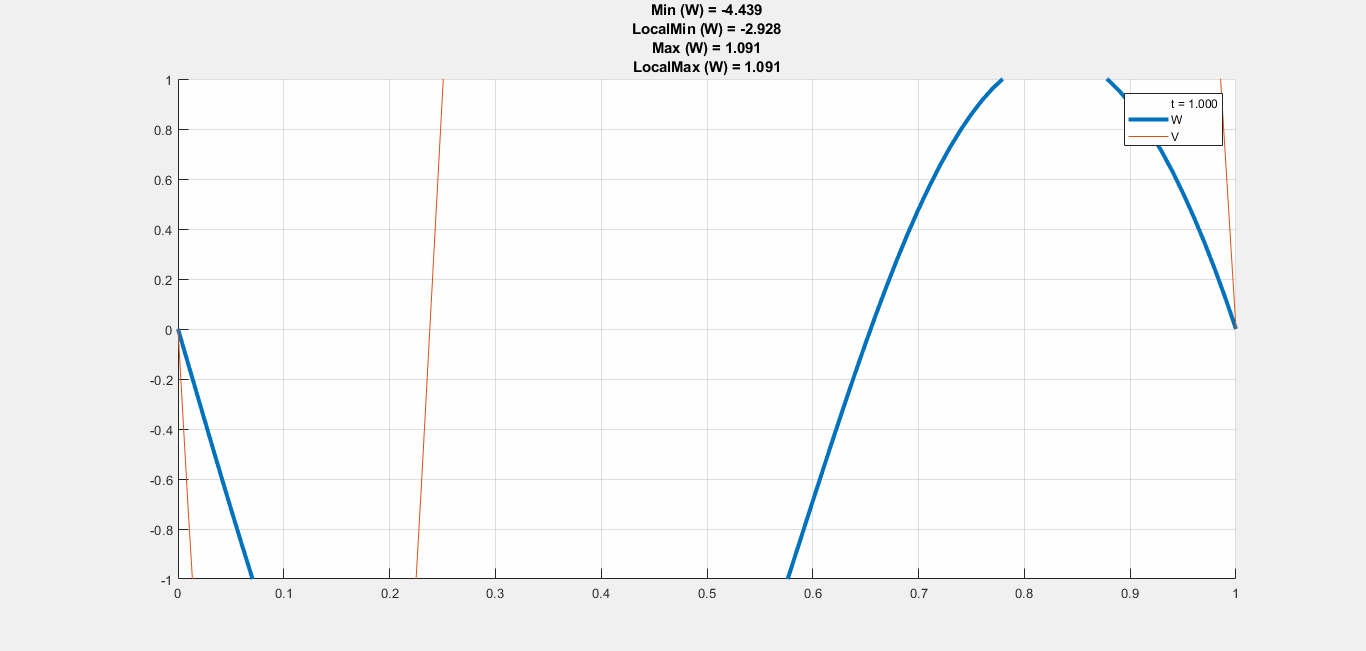 Min (W) = -4.439
LocalMin (W) = -2.928
Max (W) = 1.091
LocalMax (W) = 1.091
1
0.8
0.6
0.4
0.2
0
-0.2
-0.4
-0.6
-0.8
-1
t = 1.000
W
V
0 0.1 0.2 0.3 0.4 0.5 0.6 0.7 0.8 0.9 1